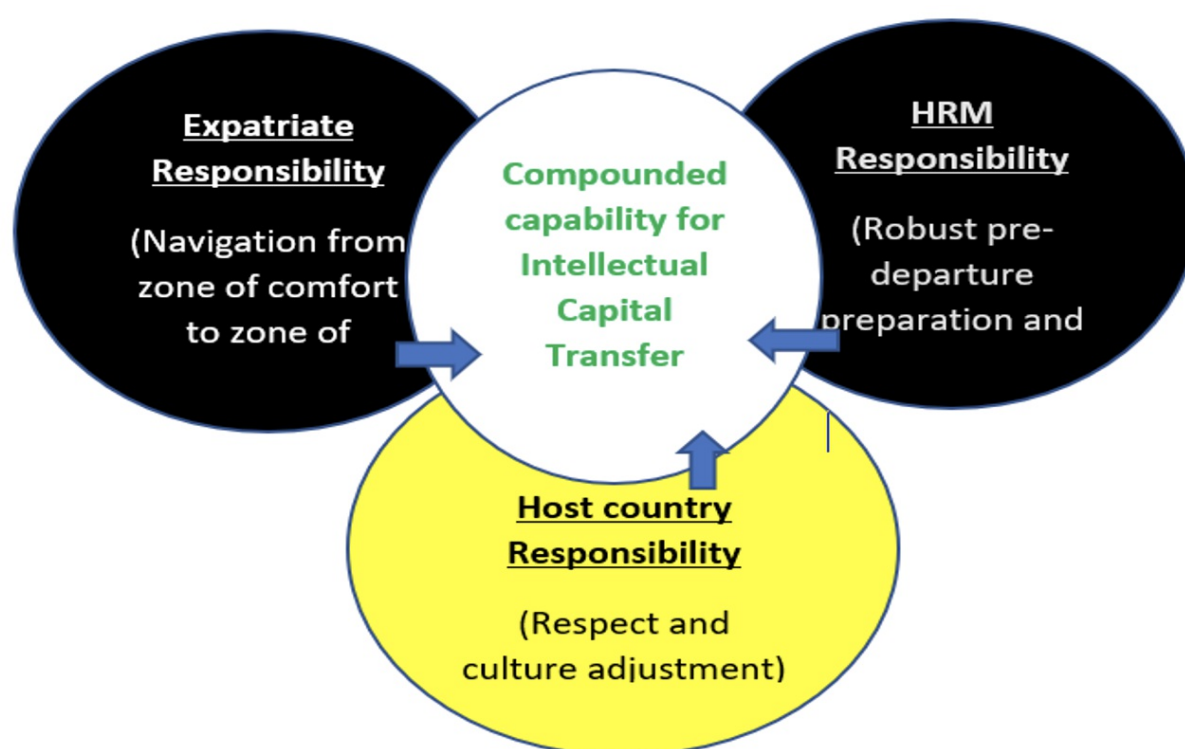 Expatriate
Responsibility
(Navigation from
zone of comfort
to zone of
Compounded
capability for
Intellectual
Capital
Transfer
HRM
Responsibility
(Robust pre-
departure
preparation and
Host country
Responsibility
(Respect and
culture adjustment)